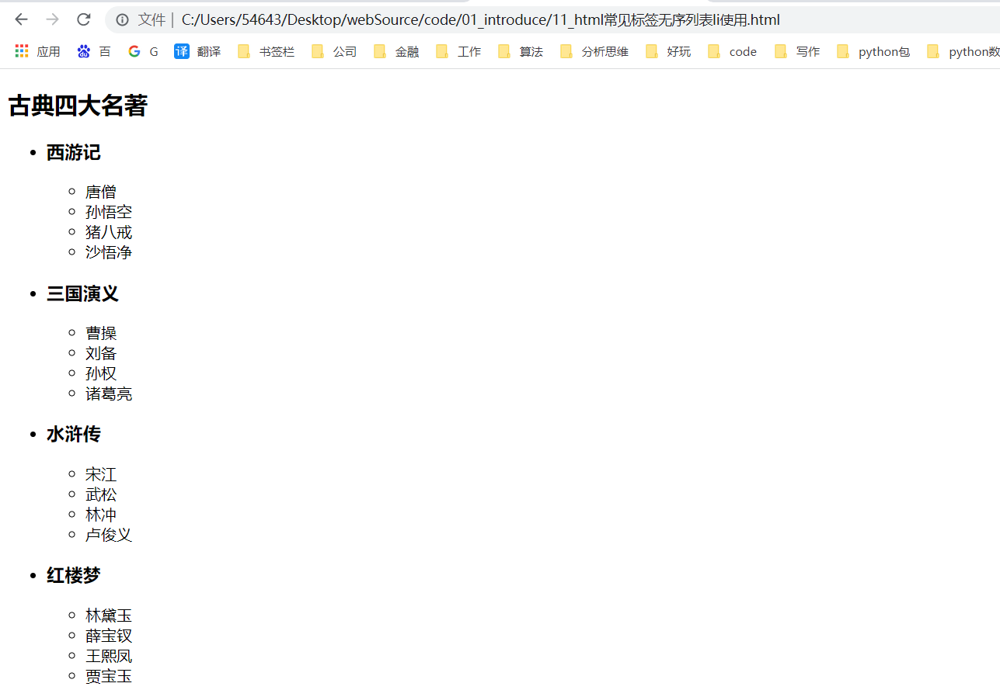 文件 | C:/Users/54643/Desktop/webSource/code/01_introduce/11_html常见标签无序列表li使用.html
应用 百 G 译 翻译 书签栏 公司 金融 工作 算法 分析思维 好玩 code 写作 python包 python数
古典四大名著
西游记
唐僧
孙悟空
猪八戒
沙悟净
三国演义
曹操
刘备
孙权
诸葛亮
水浒传
宋江
武松
林冲
卢俊义
红楼梦
林黛玉
薛宝钗
王熙凤
贾宝玉